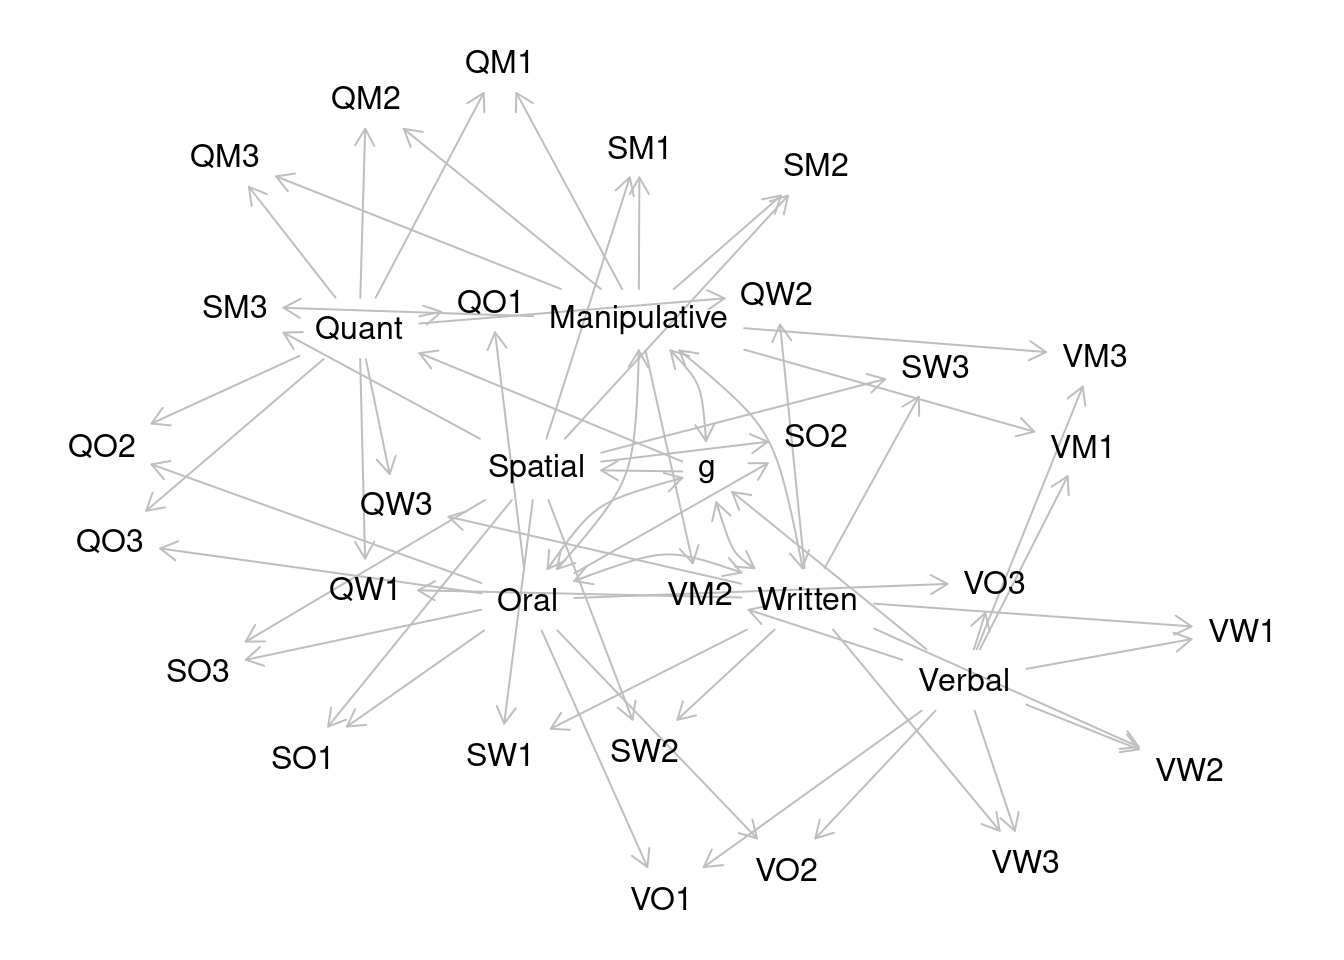 QM1
QM2
SM1
QM3
SM2
QW2
QO1
SM3
Manipulative
Quant
VM3
SW3
SO2
QO2
VM1
Spatial
g
QW3
QO3
VO3
QW1
VM2
Oral
Written
VW1
SO3
Verbal
SW2
SW1
SO1
VW2
VW3
VO2
VO1